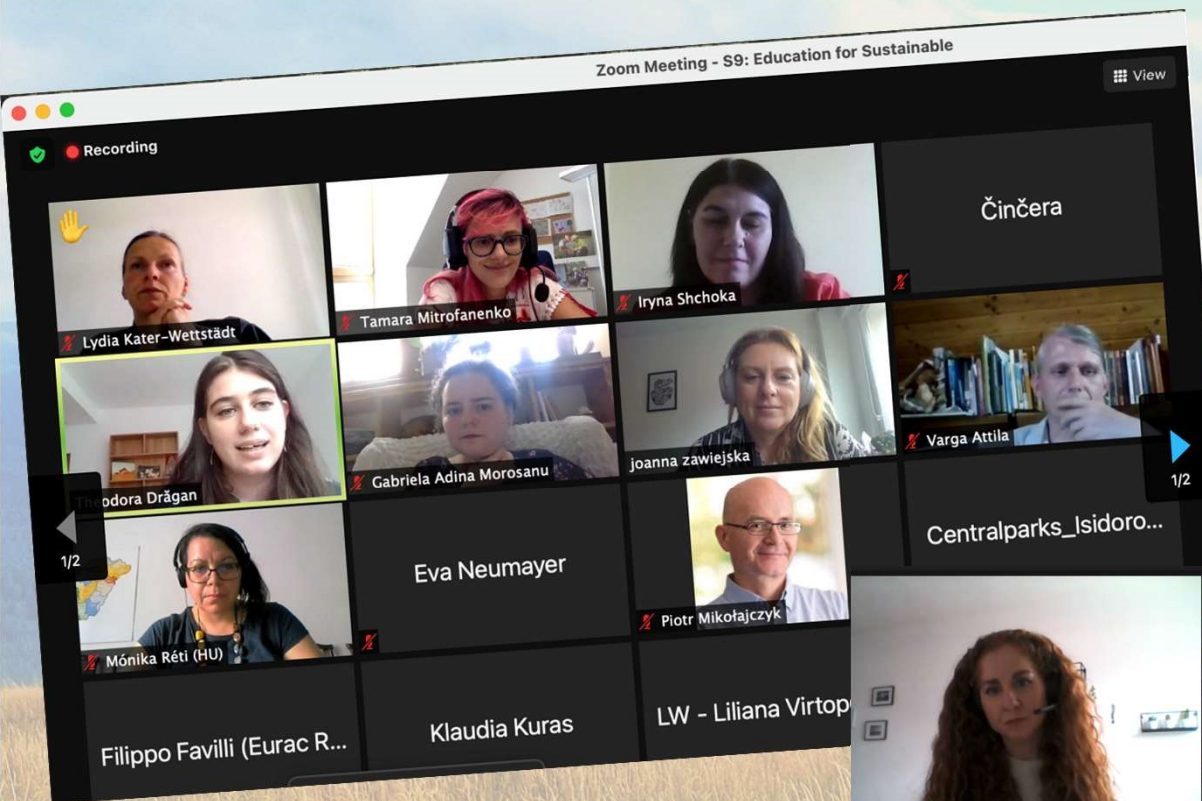 Zoom Meeting - S9: Education for Sustainable
View
Recording
Lydia Kater-Wettstädt
Tamara Mitrofanenko
Iryna Shchoka
Činčera
Theodora Drăgan
Gabriela Adina Morosanu
joanna zawiejska
Varga Attila
1/2
1/2
Mónika Réti (HU)
Eva Neumayer
Piotr Mikołajczyk
Centralparks_Isidoro...
Filippo Favilli (Eurac R...
Klaudia Kuras
LW - Liliana Virtop